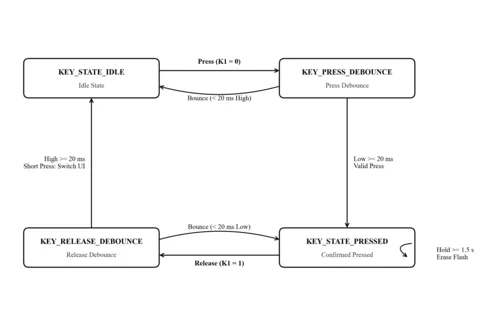 Press (K1 = 0)
KEY_STATE_IDLE
Idle State
KEY_PRESS_DEBOUNCE
Press Debounce
Bounce (< 20 ms High)
High >= 20 ms
Short Press: Switch UI
Low >= 20 ms
Valid Press
Bounce (< 20 ms Low)
KEY_RELEASE_DEBOUNCE
Release Debounce
KEY_STATE_PRESSED
Confirmed Pressed
Release (K1 = 1)
Hold >= 1.5 s
Erase Flash